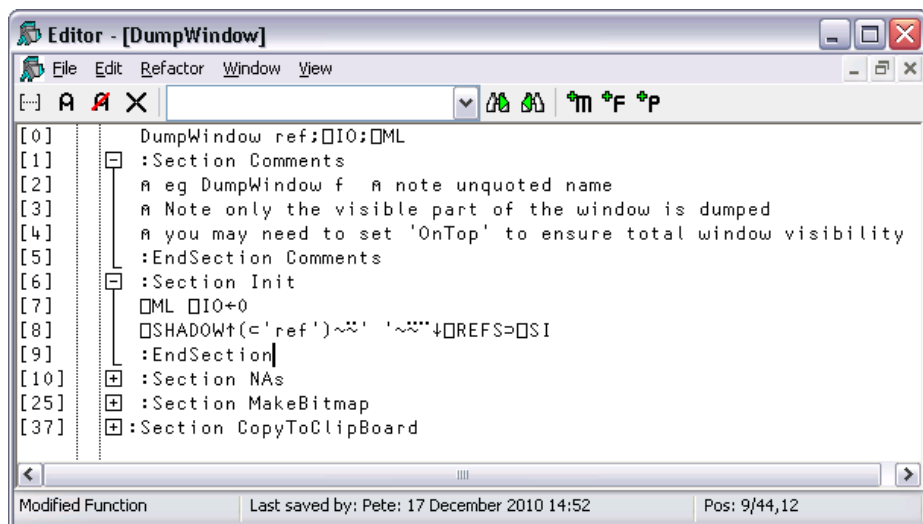 Editor - [DumpWindow]
File Edit Refactor Window View
[0] DumpWindow ref;⎕IO;⎕ML
[1] :Section Comments
[2] ⍝ eg DumpWindow f ⍝ note unquoted name
[3] ⍝ Note only the visible part of the window is dumped
[4] ⍝ you may need to set 'OnTop' to ensure total window visibility
[5] :EndSection Comments
[6] :Section Init
[7] ⎕ML ⎕IO←0
[8] ⎕SHADOW↑(⊂'ref')~⍨' '~⍨¨↓⎕REFS⊃⎕SI
[9] :EndSection
[10] :Section NAs
[25] :Section MakeBitmap
[37] :Section CopyToClipBoard
Modified Function Last saved by: Pete: 17 December 2010 14:52 Pos: 9/44,12